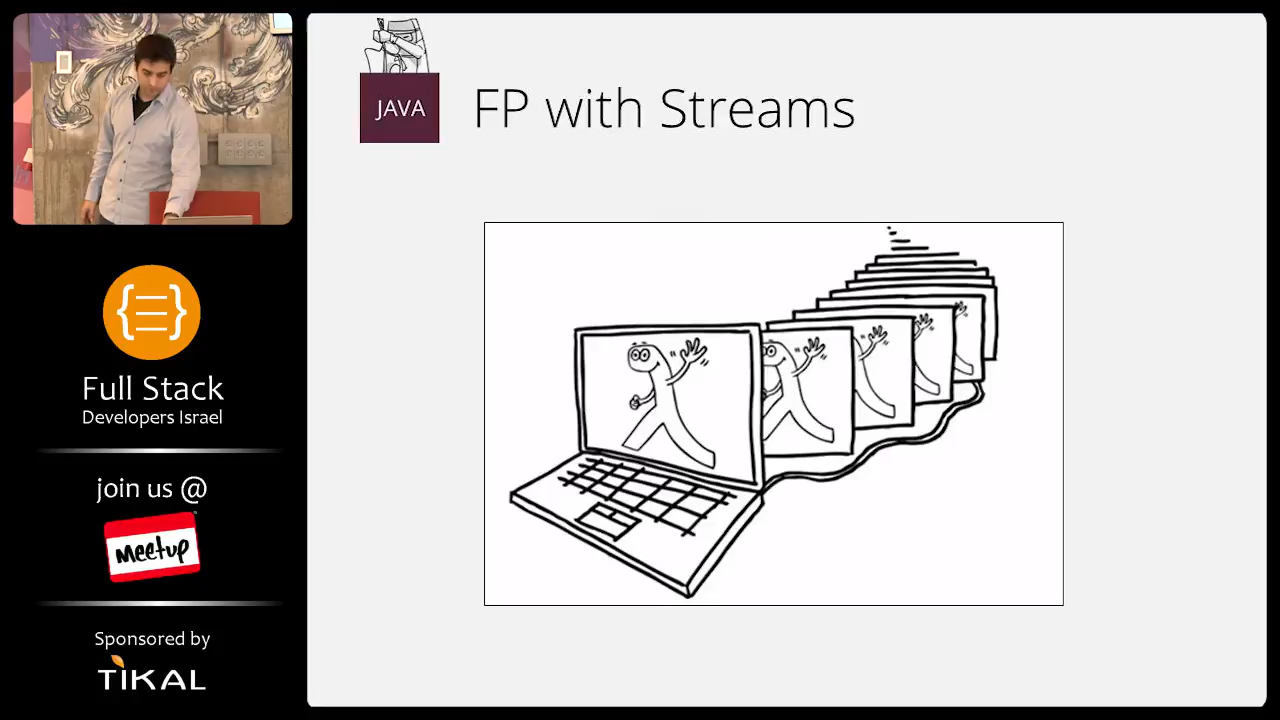 JAVA
FP with Streams
{≡}
Full Stack
Developers Israel
join us @
Meetup
Sponsored by
TIKAL